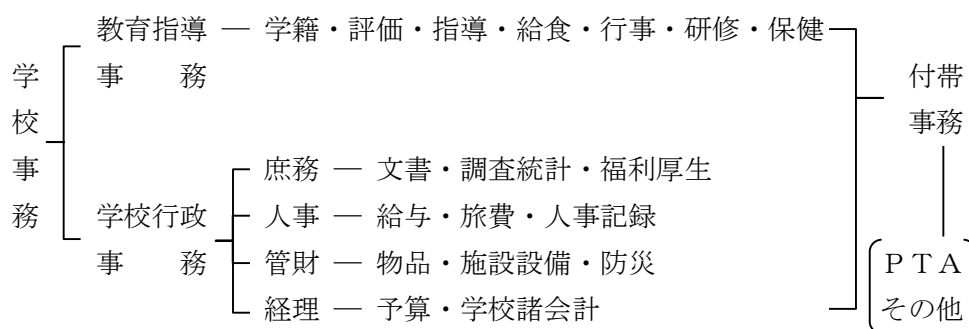 学校事務
教育指導事務 ― 学籍・評価・指導・給食・行事・研修・保健
学校行政事務
庶務 ― 文書・調査統計・福利厚生
人事 ― 給与・旅費・人事記録
管財 ― 物品・施設設備・防災
経理 ― 予算・学校諸会計
付帯事務
ＰＴＡ
その他